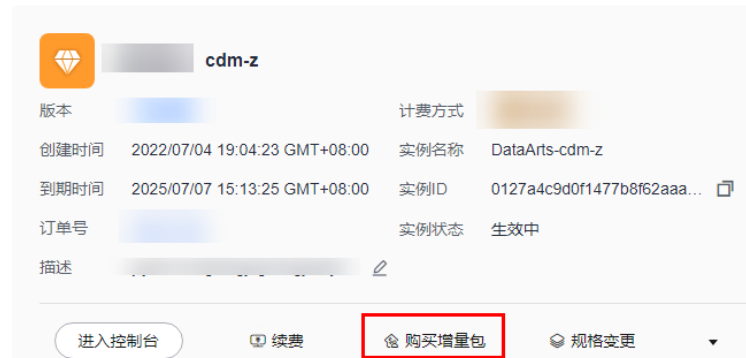 cdm-z
版本 计费方式
创建时间 2022/07/04 19:04:23 GMT+08:00 实例名称 DataArts-cdm-z
到期时间 2025/07/07 15:13:25 GMT+08:00 实例ID 0127a4c9d0f1477b8f62aaa...
订单号 实例状态 生效中
描述
进入控制台 续费 购买增量包 规格变更